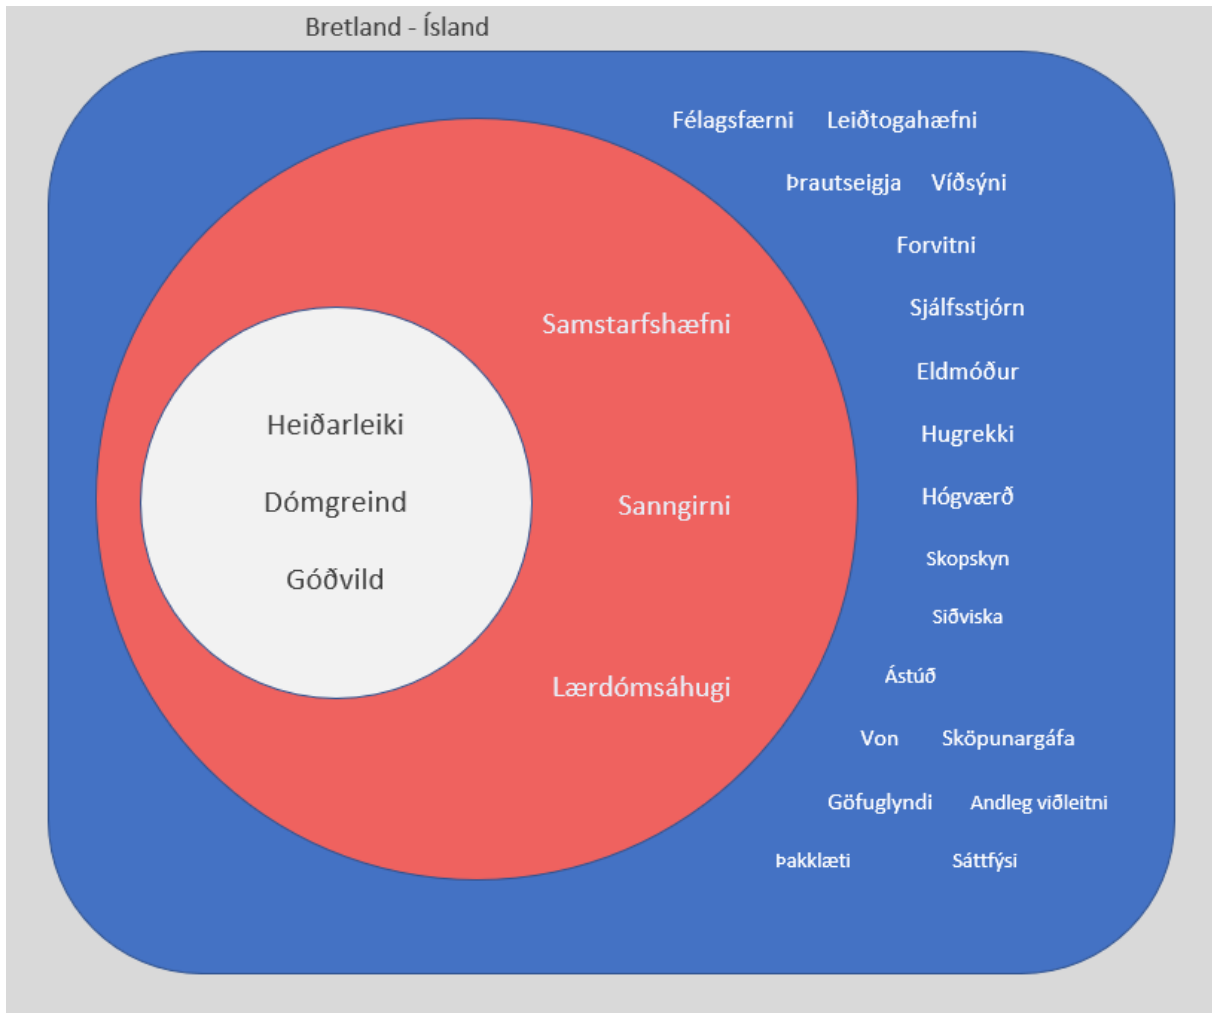 Bretland - Ísland
Félagsfærni Leiðtogahæfni
Þrautseigja Víðsýni
Forvitni
Sjálfsstjórn
Samstarfshæfni
Eldmóður
Heiðarleiki
Hugrekki
Dómgreind
Sanngirni
Hógværð
Skopskyn
Góðvild
Siðviska
Ástúð
Lærdómsáhugi
Von Sköpunargáfa
Göfuglyndi Andleg viðleitni
Þakklæti Sáttfýsi